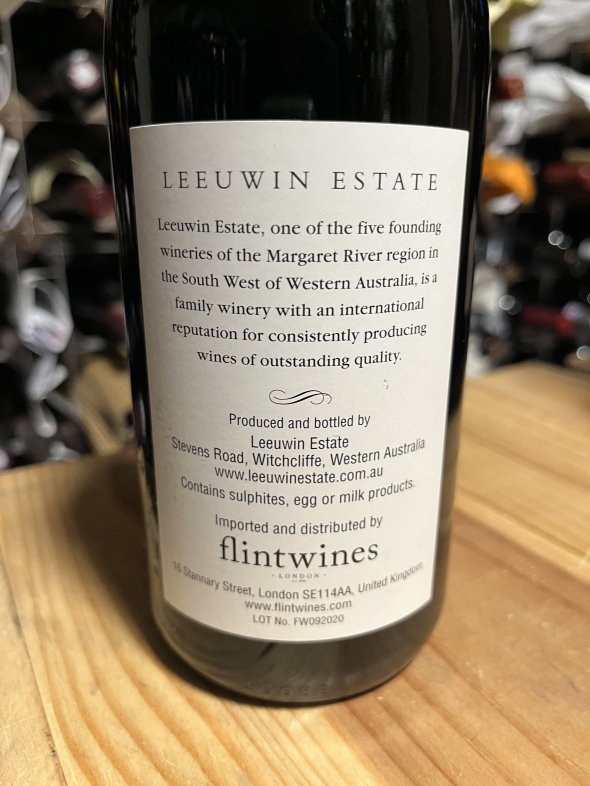 LEEUWIN ESTATE
Leeuwin Estate, one of the five founding
wineries of the Margaret River region in
the South West of Western Australia, is a
family winery with an international
reputation for consistently producing
wines of outstanding quality.
Produced and bottled by
Leeuwin Estate
Stevens Road, Witchcliffe, Western Australia
www.leeuwinestate.com.au
Contains sulphites, egg or milk products.
Imported and distributed by
flintwines
· LONDON ·
16 Stannary Street, London SE114AA, United Kingdom
www.flintwines.com
LOT No. FW092020